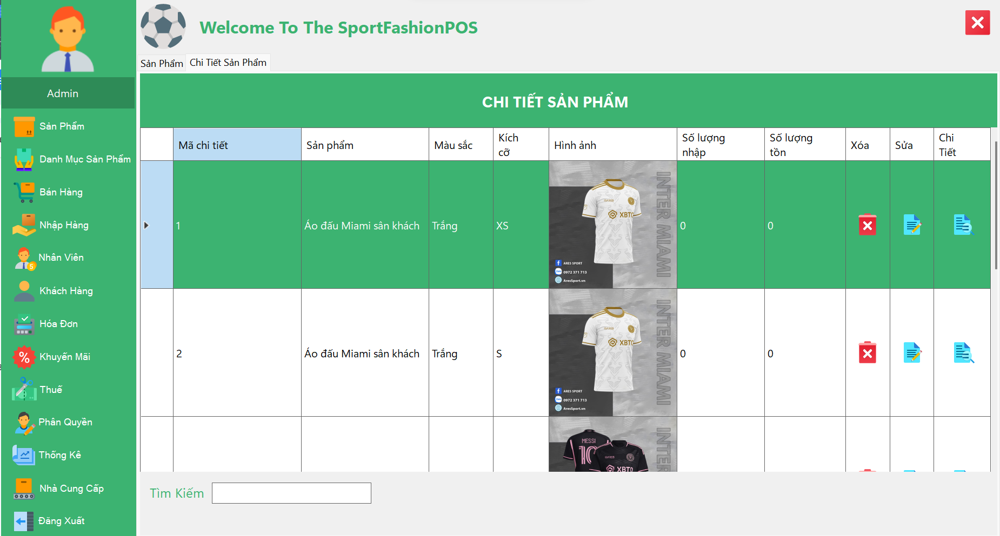 Welcome To The SportFashionPOS
Sản Phẩm
Chi Tiết Sản Phẩm
Admin
Sản Phẩm
Danh Mục Sản Phẩm
Bán Hàng
Nhập Hàng
Nhân Viên
Khách Hàng
Hóa Đơn
Khuyến Mãi
Thuế
Phân Quyền
Thống Kê
Nhà Cung Cấp
Đăng Xuất
CHI TIẾT SẢN PHẨM
Mã chi tiết
Sản phẩm
Màu sắc
Kích
cỡ
Hình ảnh
Số lượng
nhập
Số lượng
tồn
Xóa
Sửa
Chi
Tiết
1
Áo đấu Miami sân khách
Trắng
XS
INTER MIAMI
ARES
XBTO
ARES SPORT
0972 371 713
AresSport.vn
0
0
2
Áo đấu Miami sân khách
Trắng
S
INTER MIAMI
ARES
XBTO
ARES SPORT
0972 371 713
AresSport.vn
0
0
MESSI
10
ARES
XBTO
INTER
Tìm Kiếm